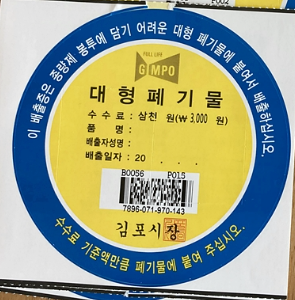 P002
이 배출증은 종량제 봉투에 담기 어려운 대형 폐기물에 붙여서 배출하십시오.
FULL LIFE
GIMPO
대형폐기물
수 수 료 : 삼천 원(₩ 3,000 원)
품 명 :
배출자성명 :
배출일자 : 20 . . .
B0056 P015
7896-071-970-143
김포시장
수수료 기준액만큼 폐기물에 붙여 주십시오.